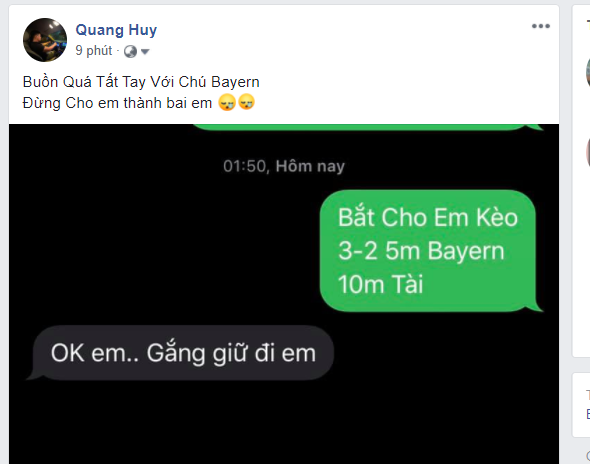 Quang Huy
9 phút ·
Buồn Quá Tất Tay Với Chú Bayern
Đừng Cho em thành bai em
01:50, Hôm nay
Bắt Cho Em Kèo
3-2 5m Bayern
10m Tài
OK em.. Gắng giữ đi em